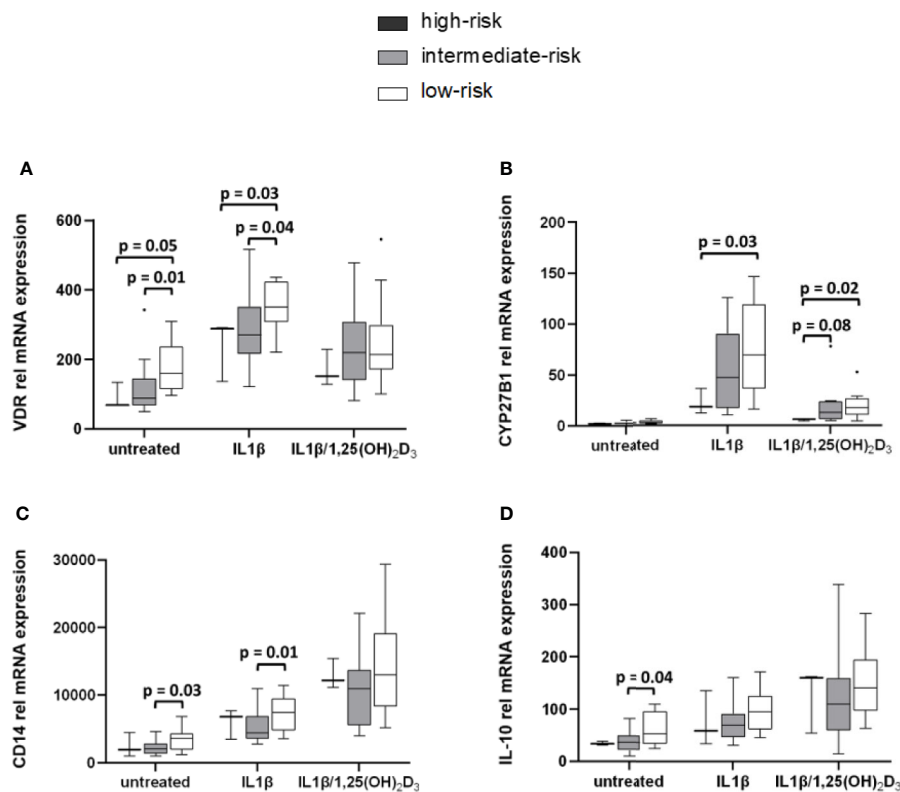 high-risk
intermediate-risk
low-risk
A
VDR rel mRNA expression
600
400
200
0
p = 0.05
p = 0.01
p = 0.03
p = 0.04
untreated
IL1β
IL1β/1,25(OH)₂D₃
B
CYP27B1 rel mRNA expression
200
150
100
50
0
p = 0.03
p = 0.02
p = 0.08
untreated
IL1β
IL1β/1,25(OH)₂D₃
C
CD14 rel mRNA expression
30000
20000
10000
0
p = 0.03
p = 0.01
untreated
IL1β
IL1β/1,25(OH)₂D₃
D
IL-10 rel mRNA expression
400
300
200
100
0
p = 0.04
untreated
IL1β
IL1β/1,25(OH)₂D₃